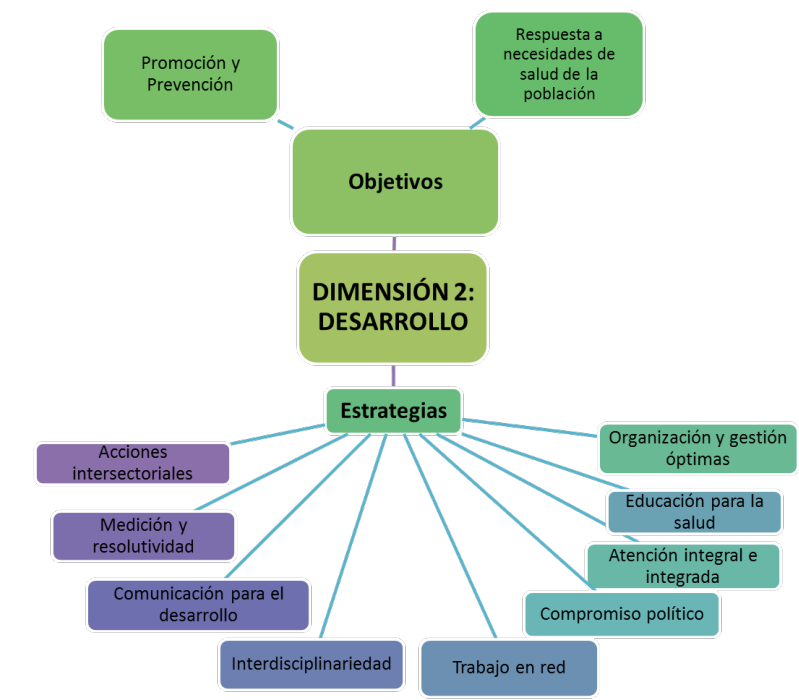 Promoción y
Prevención
Respuesta a
necesidades de
salud de la
población
Objetivos
DIMENSIÓN 2:
DESARROLLO
Estrategias
Acciones
intersectoriales
Medición y
resolutividad
Comunicación para el
desarrollo
Interdisciplinariedad
Trabajo en red
Compromiso político
Atención integral e
integrada
Educación para la
salud
Organización y gestión
óptimas